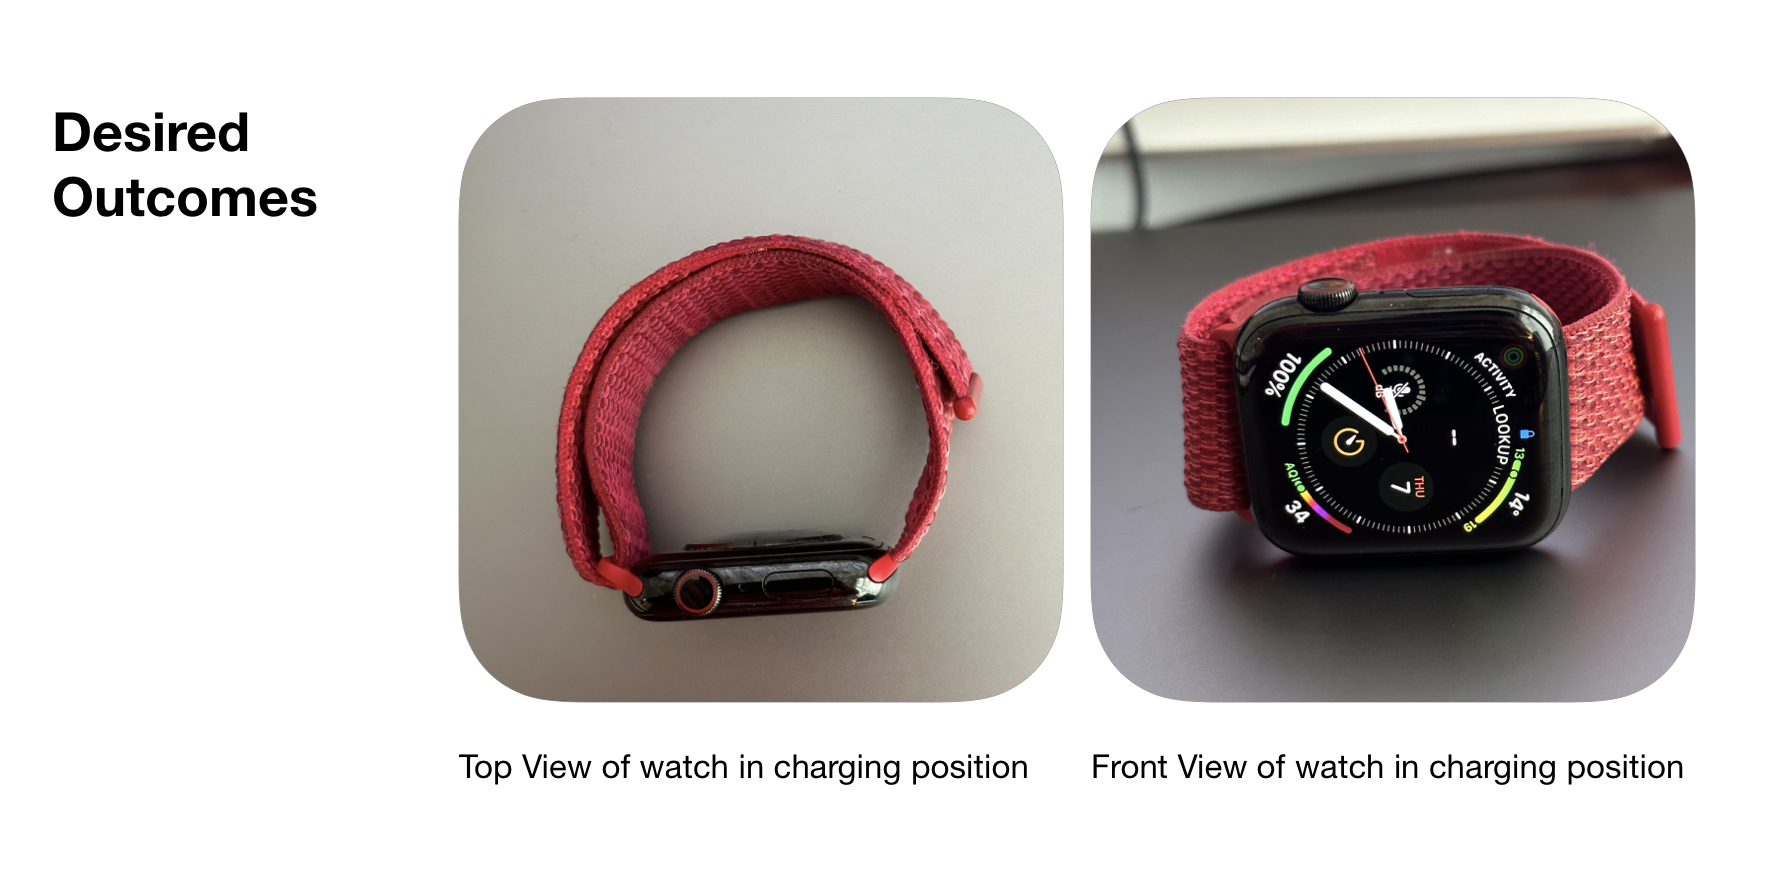 Desired
Outcomes
100%
ACTIVITY
LOOKUP
13
14°
19
THU
7
AQI
34
--
Top View of watch in charging position
Front View of watch in charging position